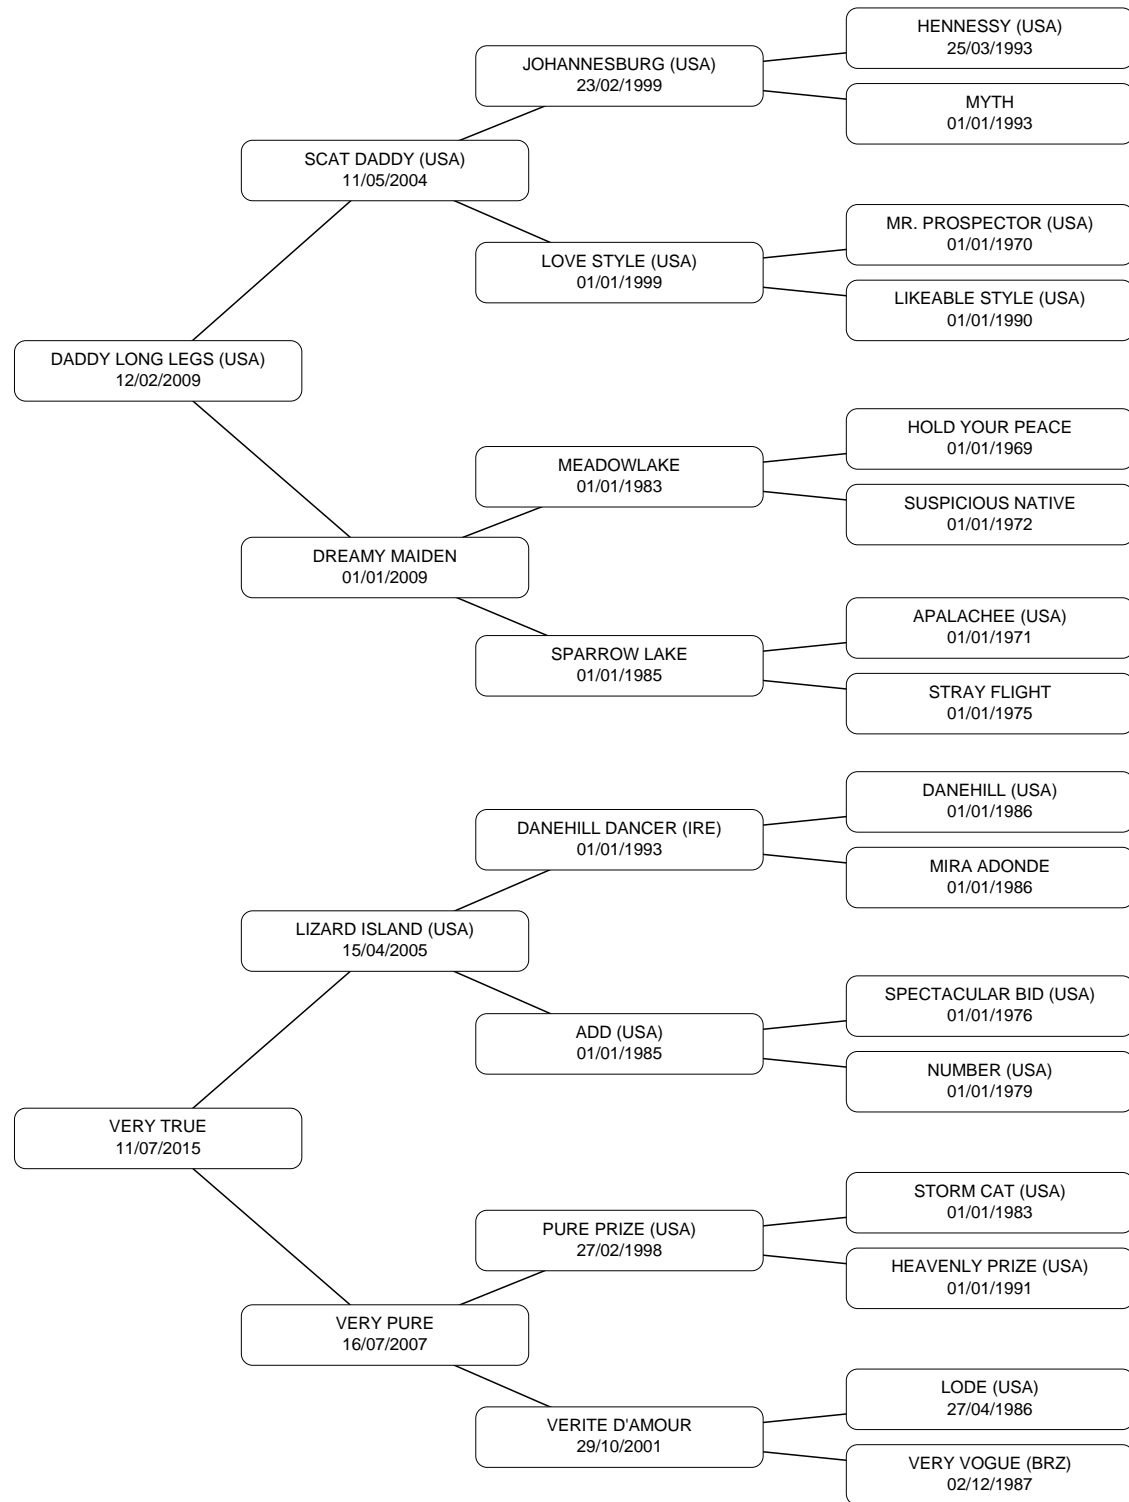 HENNESSY (USA)
25/03/1993
JOHANNESBURG (USA)
23/02/1999
MYTH
01/01/1993
SCAT DADDY (USA)
11/05/2004
MR. PROSPECTOR (USA)
01/01/1970
LOVE STYLE (USA)
01/01/1999
LIKEABLE STYLE (USA)
01/01/1990
DADDY LONG LEGS (USA)
12/02/2009
HOLD YOUR PEACE
01/01/1969
MEADOWLAKE
01/01/1983
SUSPICIOUS NATIVE
01/01/1972
DREAMY MAIDEN
01/01/2009
APALACHEE (USA)
01/01/1971
SPARROW LAKE
01/01/1985
STRAY FLIGHT
01/01/1975
DANEHILL (USA)
01/01/1986
DANEHILL DANCER (IRE)
01/01/1993
MIRA ADONDE
01/01/1986
LIZARD ISLAND (USA)
15/04/2005
SPECTACULAR BID (USA)
01/01/1976
ADD (USA)
01/01/1985
NUMBER (USA)
01/01/1979
VERY TRUE
11/07/2015
STORM CAT (USA)
01/01/1983
PURE PRIZE (USA)
27/02/1998
HEAVENLY PRIZE (USA)
01/01/1991
VERY PURE
16/07/2007
LODE (USA)
27/04/1986
VERITE D'AMOUR
29/10/2001
VERY VOGUE (BRZ)
02/12/1987